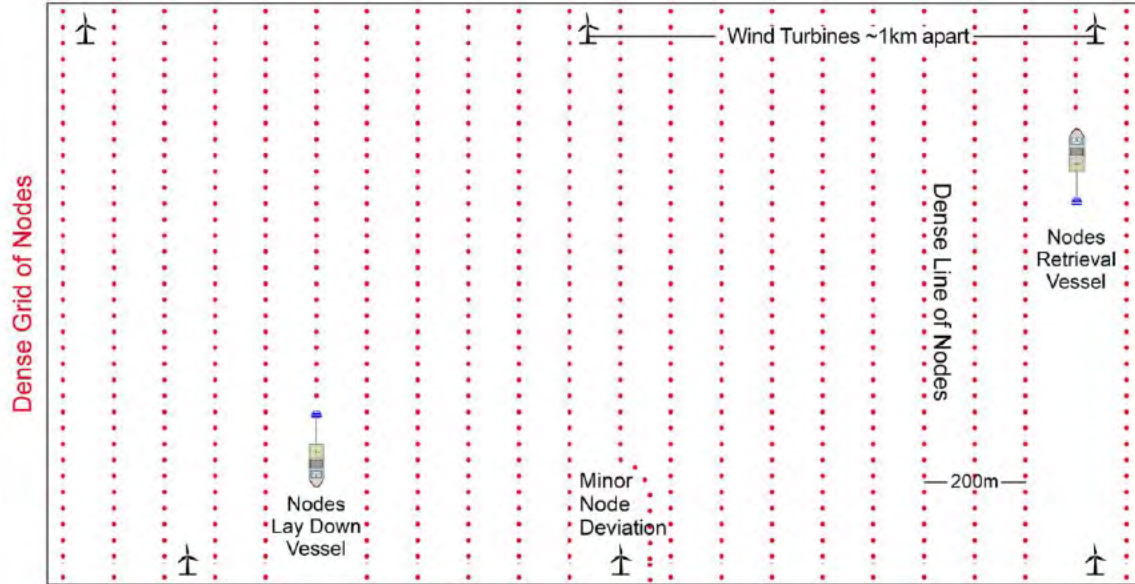 Wind Turbines ~1km apart
Dense Grid of Nodes
Dense Line of Nodes
Nodes
Retrieval
Vessel
Minor
Node
Deviation
200m
Nodes
Lay Down
Vessel